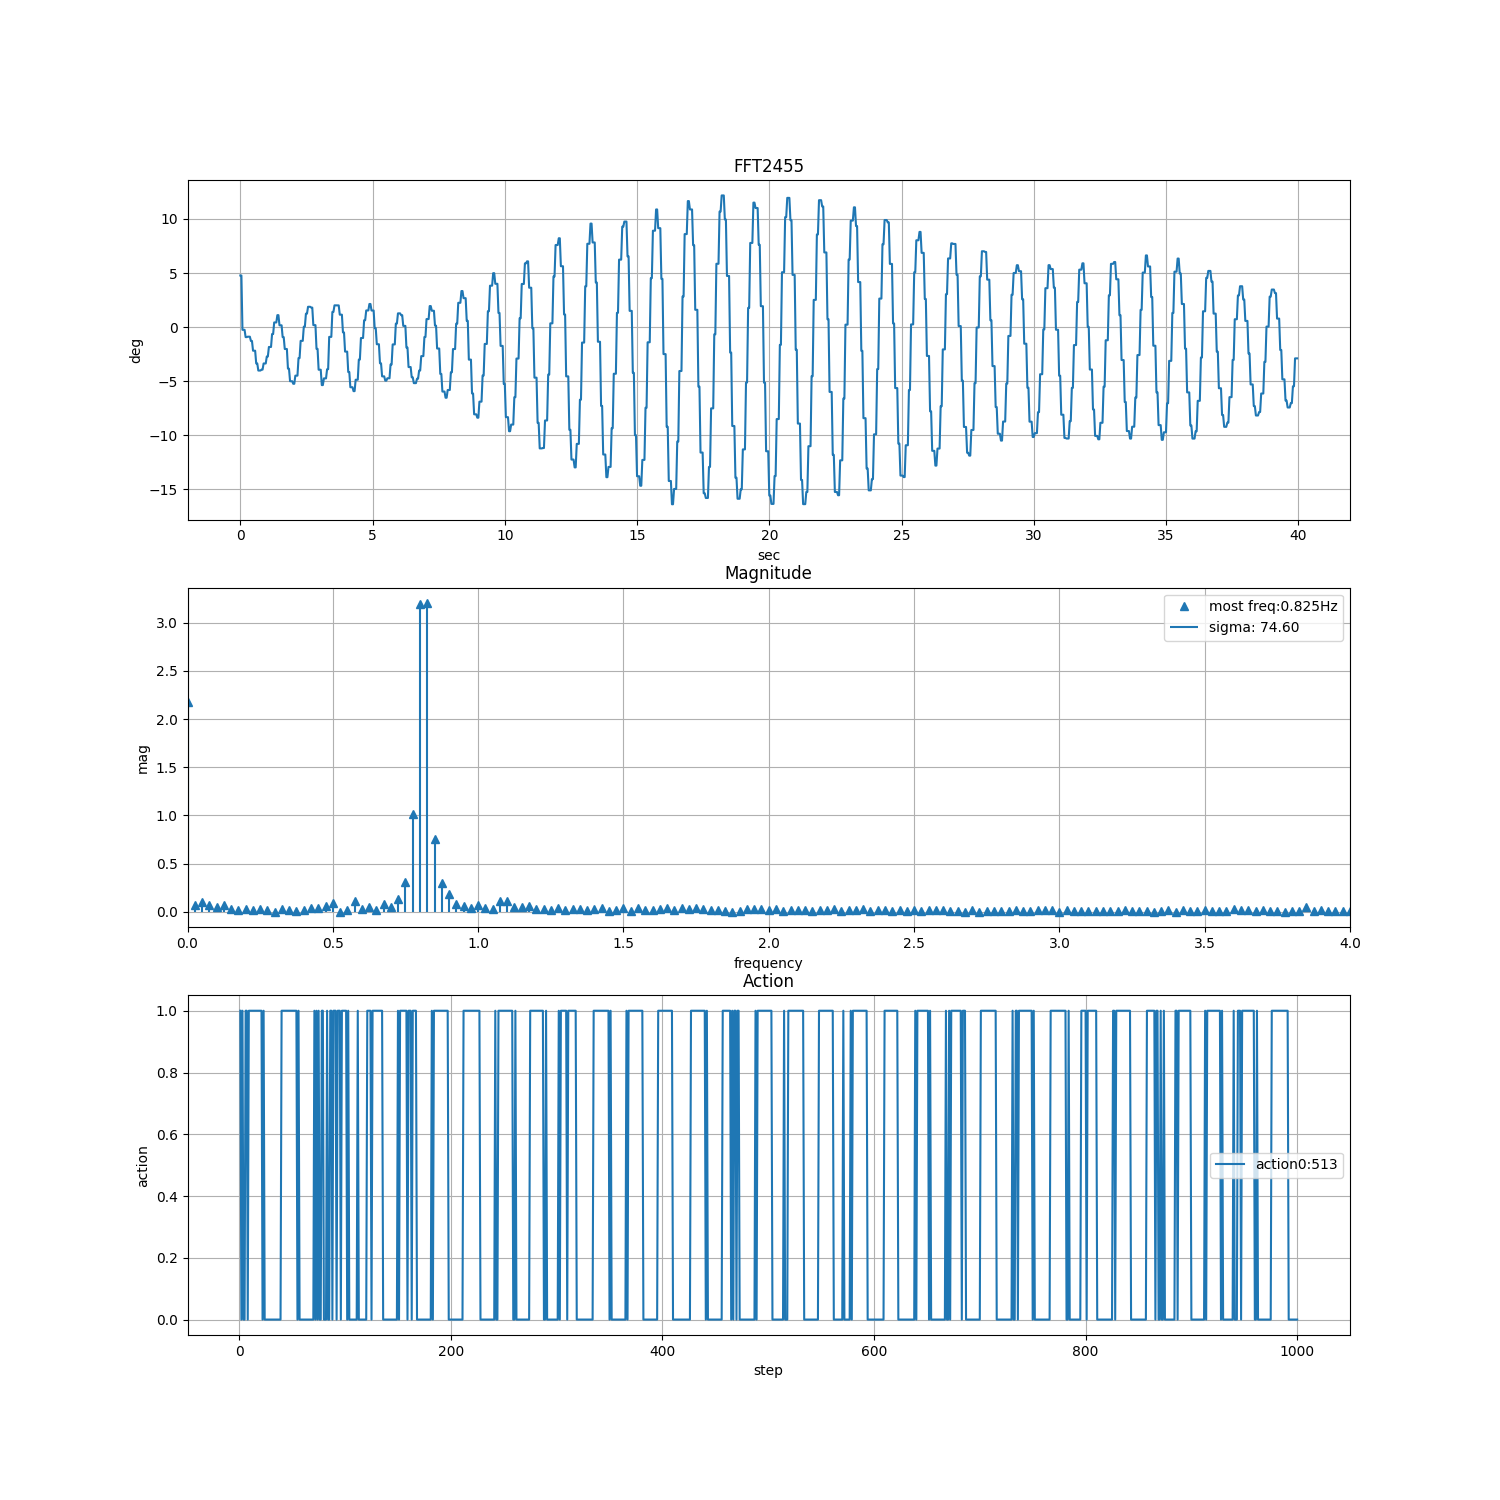 FFT2455
10
5
0
−5
−10
−15
deg
0 5 10 15 20 25 30 35 40
sec
Magnitude
most freq:0.825Hz
sigma: 74.60
3.0
2.5
2.0
1.5
1.0
0.5
0.0
mag
0.0 0.5 1.0 1.5 2.0 2.5 3.0 3.5 4.0
frequency
Action
1.0
0.8
0.6
0.4
0.2
0.0
action
action0:513
0 200 400 600 800 1000
step